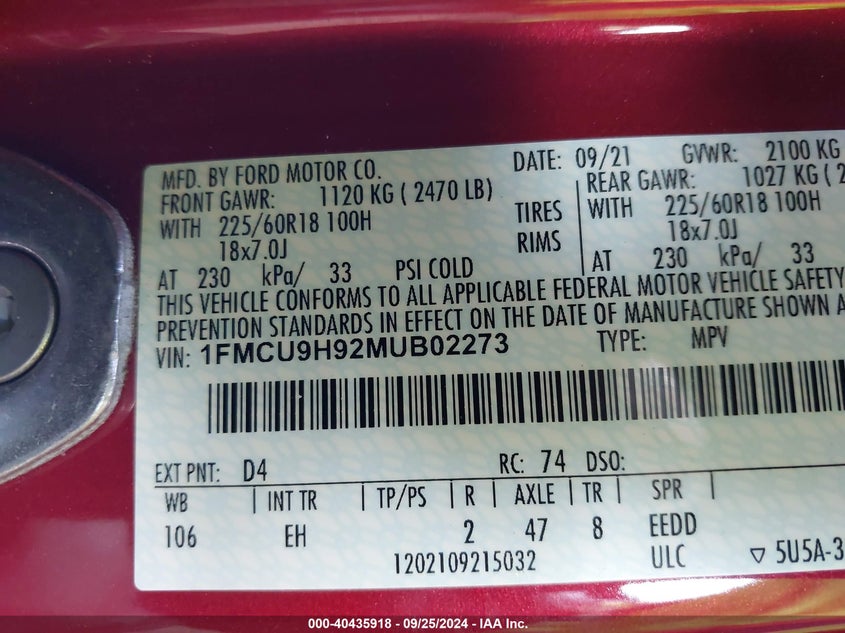 MFD. BY FORD MOTOR CO. DATE: 09/21 GVWR: 2100 KG
FRONT GAWR: 1120 KG ( 2470 LB) REAR GAWR: 1027 KG ( 2
WITH 225/60R18 100H TIRES WITH 225/60R18 100H
18x7.0J RIMS 18x7.0J
AT 230 kPa/ 33 PSI COLD AT 230 kPa/ 33
THIS VEHICLE CONFORMS TO ALL APPLICABLE FEDERAL MOTOR VEHICLE SAFETY
PREVENTION STANDARDS IN EFFECT ON THE DATE OF MANUFACTURE SHOWN A
VIN: 1FMCU9H92MUB02273 TYPE: MPV
EXT PNT: D4 RC: 74 DSO:
WB | INT TR | TP/PS | R | AXLE | TR | SPR
106 EH 2 47 8 EEDD
1202109215032 ULC ▽ 5U5A-3
000-40435918 - 09/25/2024 - IAA Inc.